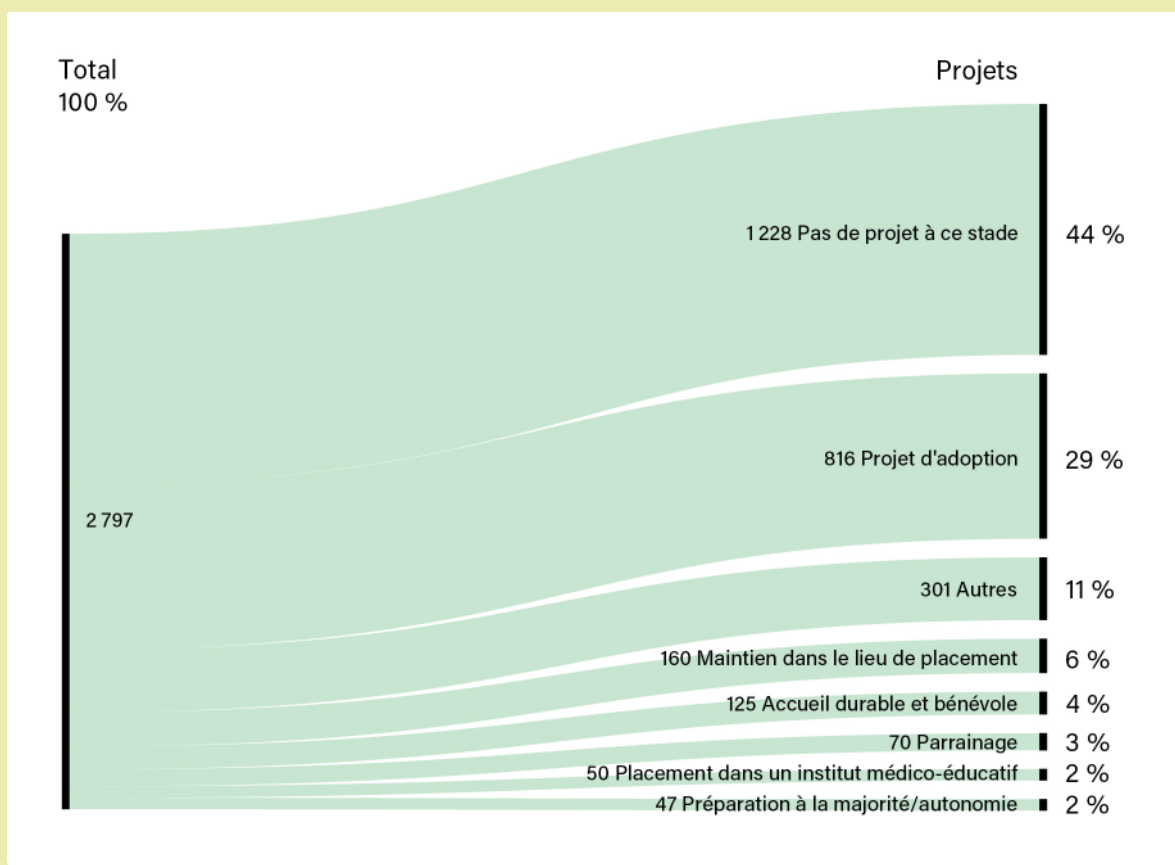 Total
100 %
Projets
1 228 Pas de projet à ce stade 44 %
816 Projet d'adoption 29 %
2 797
301 Autres 11 %
160 Maintien dans le lieu de placement 6 %
125 Accueil durable et bénévole 4 %
70 Parrainage 3 %
50 Placement dans un institut médico-éducatif 2 %
47 Préparation à la majorité/autonomie 2 %